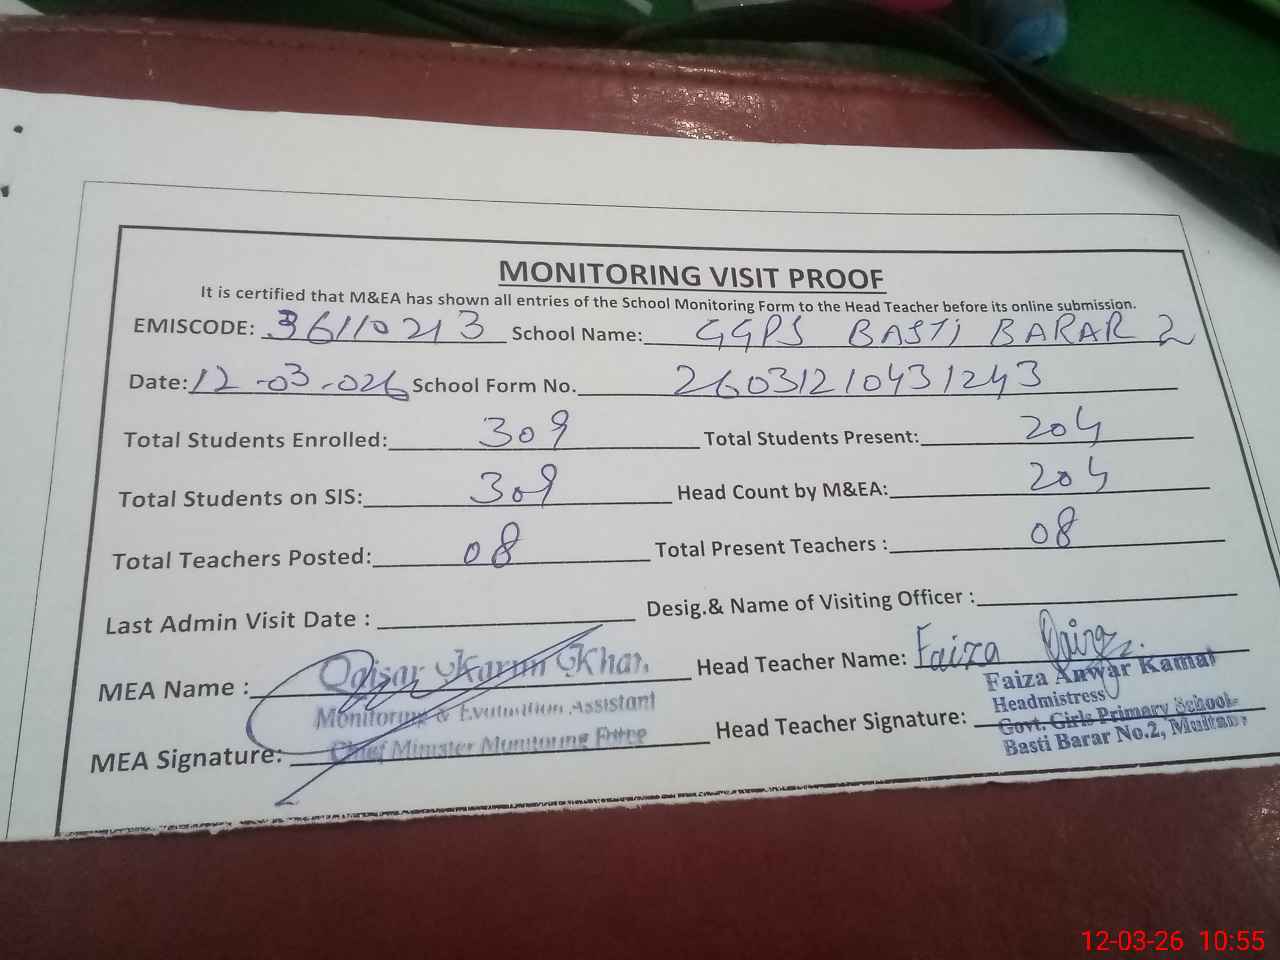 MONITORING VISIT PROOF
It is certified that M&EA has shown all entries of the School Monitoring Form to the Head Teacher before its online submission.
EMISCODE: 36110213 School Name: GGPS BASTI BARAR 2
Date: 12-03-026 School Form No. 26031210431243
Total Students Enrolled: 309 Total Students Present: 204
Total Students on SIS: 309 Head Count by M&EA: 204
Total Teachers Posted: 08 Total Present Teachers : 08
Last Admin Visit Date : Desig.& Name of Visiting Officer :
MEA Name : Qaisar Karim Khan Head Teacher Name: Faiza
Monitoring & Evaluation Assistant
Faiza Anwar Kamal
Headmistress
MEA Signature: Chief Minister Monitoring Force Head Teacher Signature: Govt. Girls Primary School
Basti Barar No.2, Multan.
12-03-26 10:55